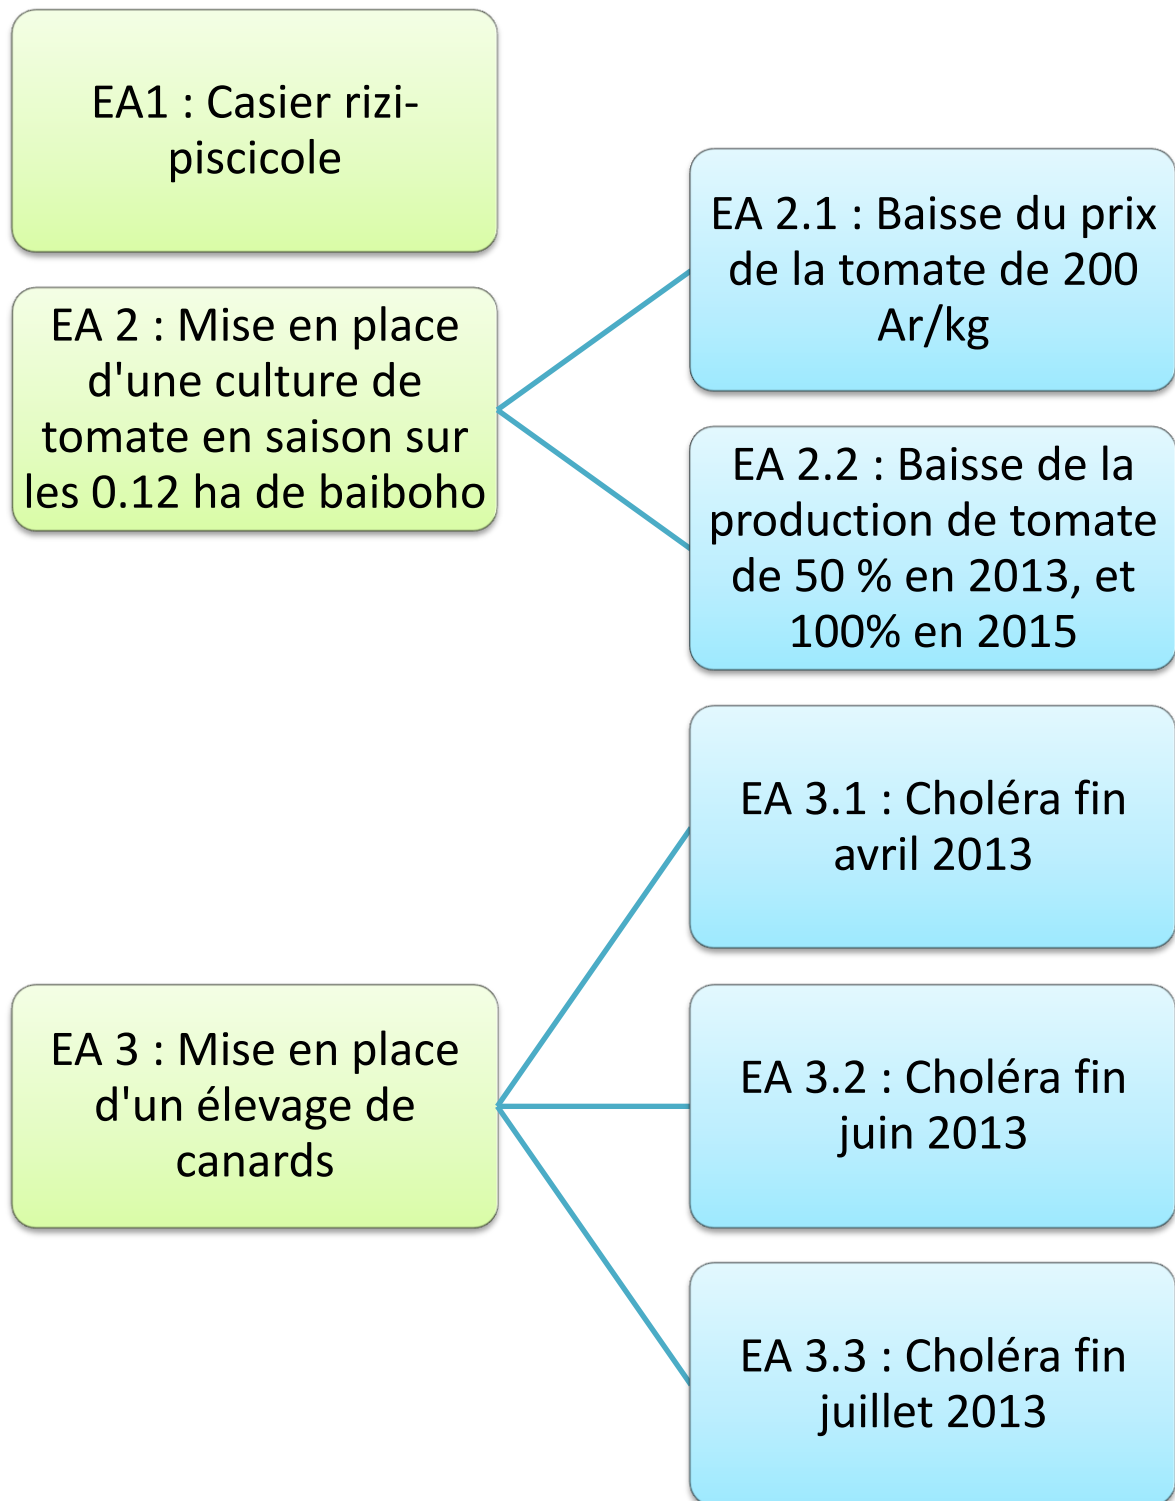 EA1 : Casier rizi-
piscicole
EA 2 : Mise en place
d'une culture de
tomate en saison sur
les 0.12 ha de baiboho
EA 2.1 : Baisse du prix
de la tomate de 200
Ar/kg
EA 2.2 : Baisse de la
production de tomate
de 50 % en 2013, et
100% en 2015
EA 3 : Mise en place
d'un élevage de
canards
EA 3.1 : Choléra fin
avril 2013
EA 3.2 : Choléra fin
juin 2013
EA 3.3 : Choléra fin
juillet 2013